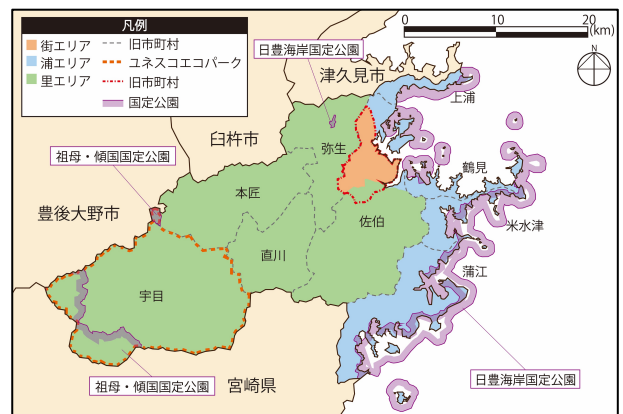 凡例
街エリア
浦エリア
里エリア
旧市町村
ユネスコエコパーク
旧市町村
国定公園
0 10 20
(km)
N
日豊海岸国定公園
津久見市
上浦
臼杵市
弥生
鶴見
祖母・傾国定公園
本匠
豊後大野市
佐伯
米水津
直川
蒲江
宇目
祖母・傾国定公園
宮崎県
日豊海岸国定公園